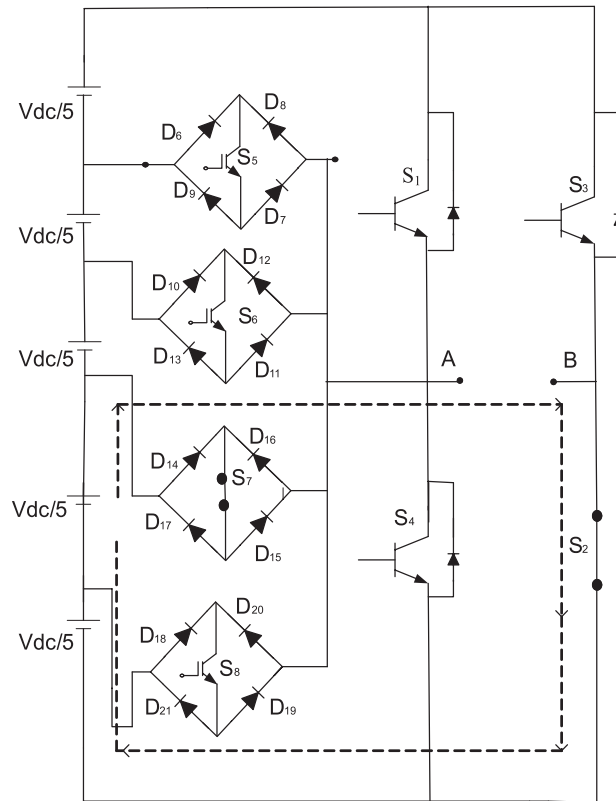 Vdc/5
D6
D8
S5
D9
D7
S1
S3
Vdc/5
D12
D10
S6
D13
D11
Vdc/5
A
B
D16
D14
S7
D17
D15
Vdc/5
S4
S2
D20
D18
Vdc/5
S8
D21
D19